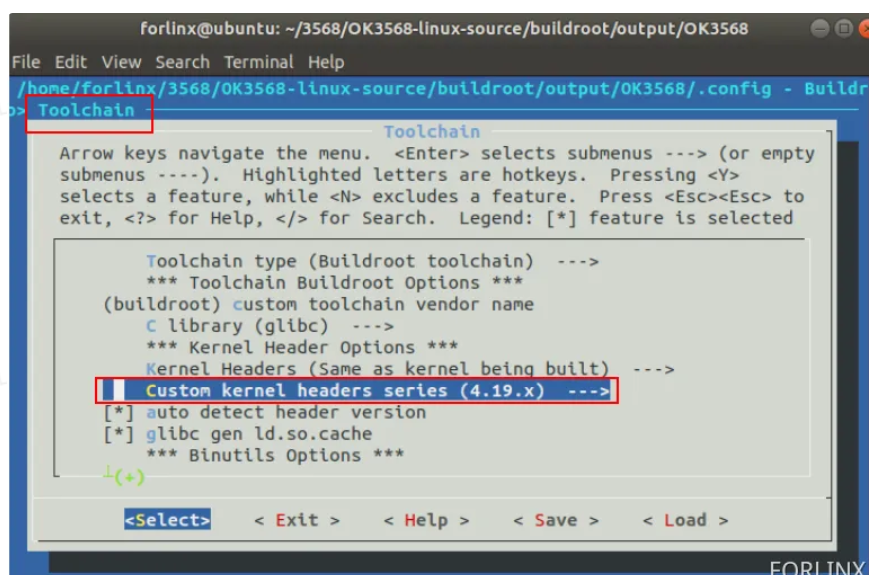 forlinx@ubuntu: ~/3568/OK3568-linux-source/buildroot/output/OK3568
File Edit View Search Terminal Help
/home/forlinx/3568/OK3568-linux-source/buildroot/output/OK3568/.config - Buildr
> Toolchain
Toolchain
Arrow keys navigate the menu. <Enter> selects submenus ---> (or empty
submenus ----). Highlighted letters are hotkeys. Pressing <Y>
selects a feature, while <N> excludes a feature. Press <Esc><Esc> to
exit, <?> for Help, </> for Search. Legend: [*] feature is selected
Toolchain type (Buildroot toolchain) --->
*** Toolchain Buildroot Options ***
(buildroot) custom toolchain vendor name
C library (glibc) --->
*** Kernel Header Options ***
Kernel Headers (Same as kernel being built) --->
Custom kernel headers series (4.19.x) --->
[*] auto detect header version
[*] glibc gen ld.so.cache
*** Binutils Options ***
(+)
<Select> < Exit > < Help > < Save > < Load >
FORLINX